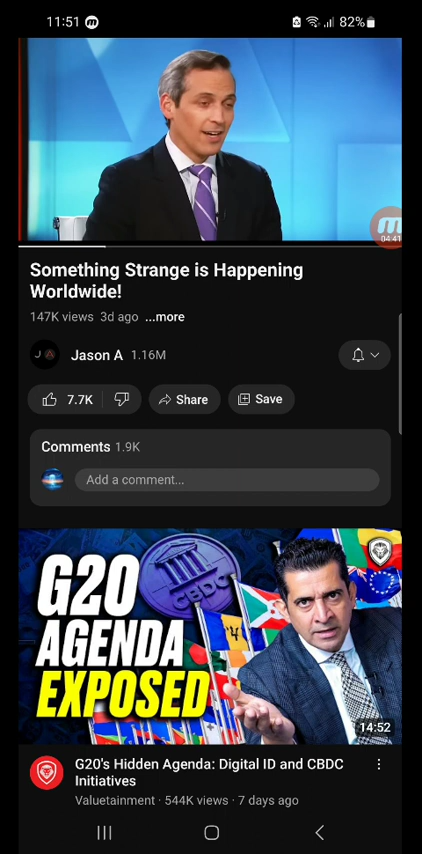 11:51
82%
04:41
Something Strange is Happening
Worldwide!
147K views 3d ago ...more
J A Jason A 1.16M
7.7K Share Save
Comments 1.9K
Add a comment...
CBDC
G20
AGENDA
EXPOSED
14:52
G20's Hidden Agenda: Digital ID and CBDC
Initiatives
Valuetainment · 544K views · 7 days ago